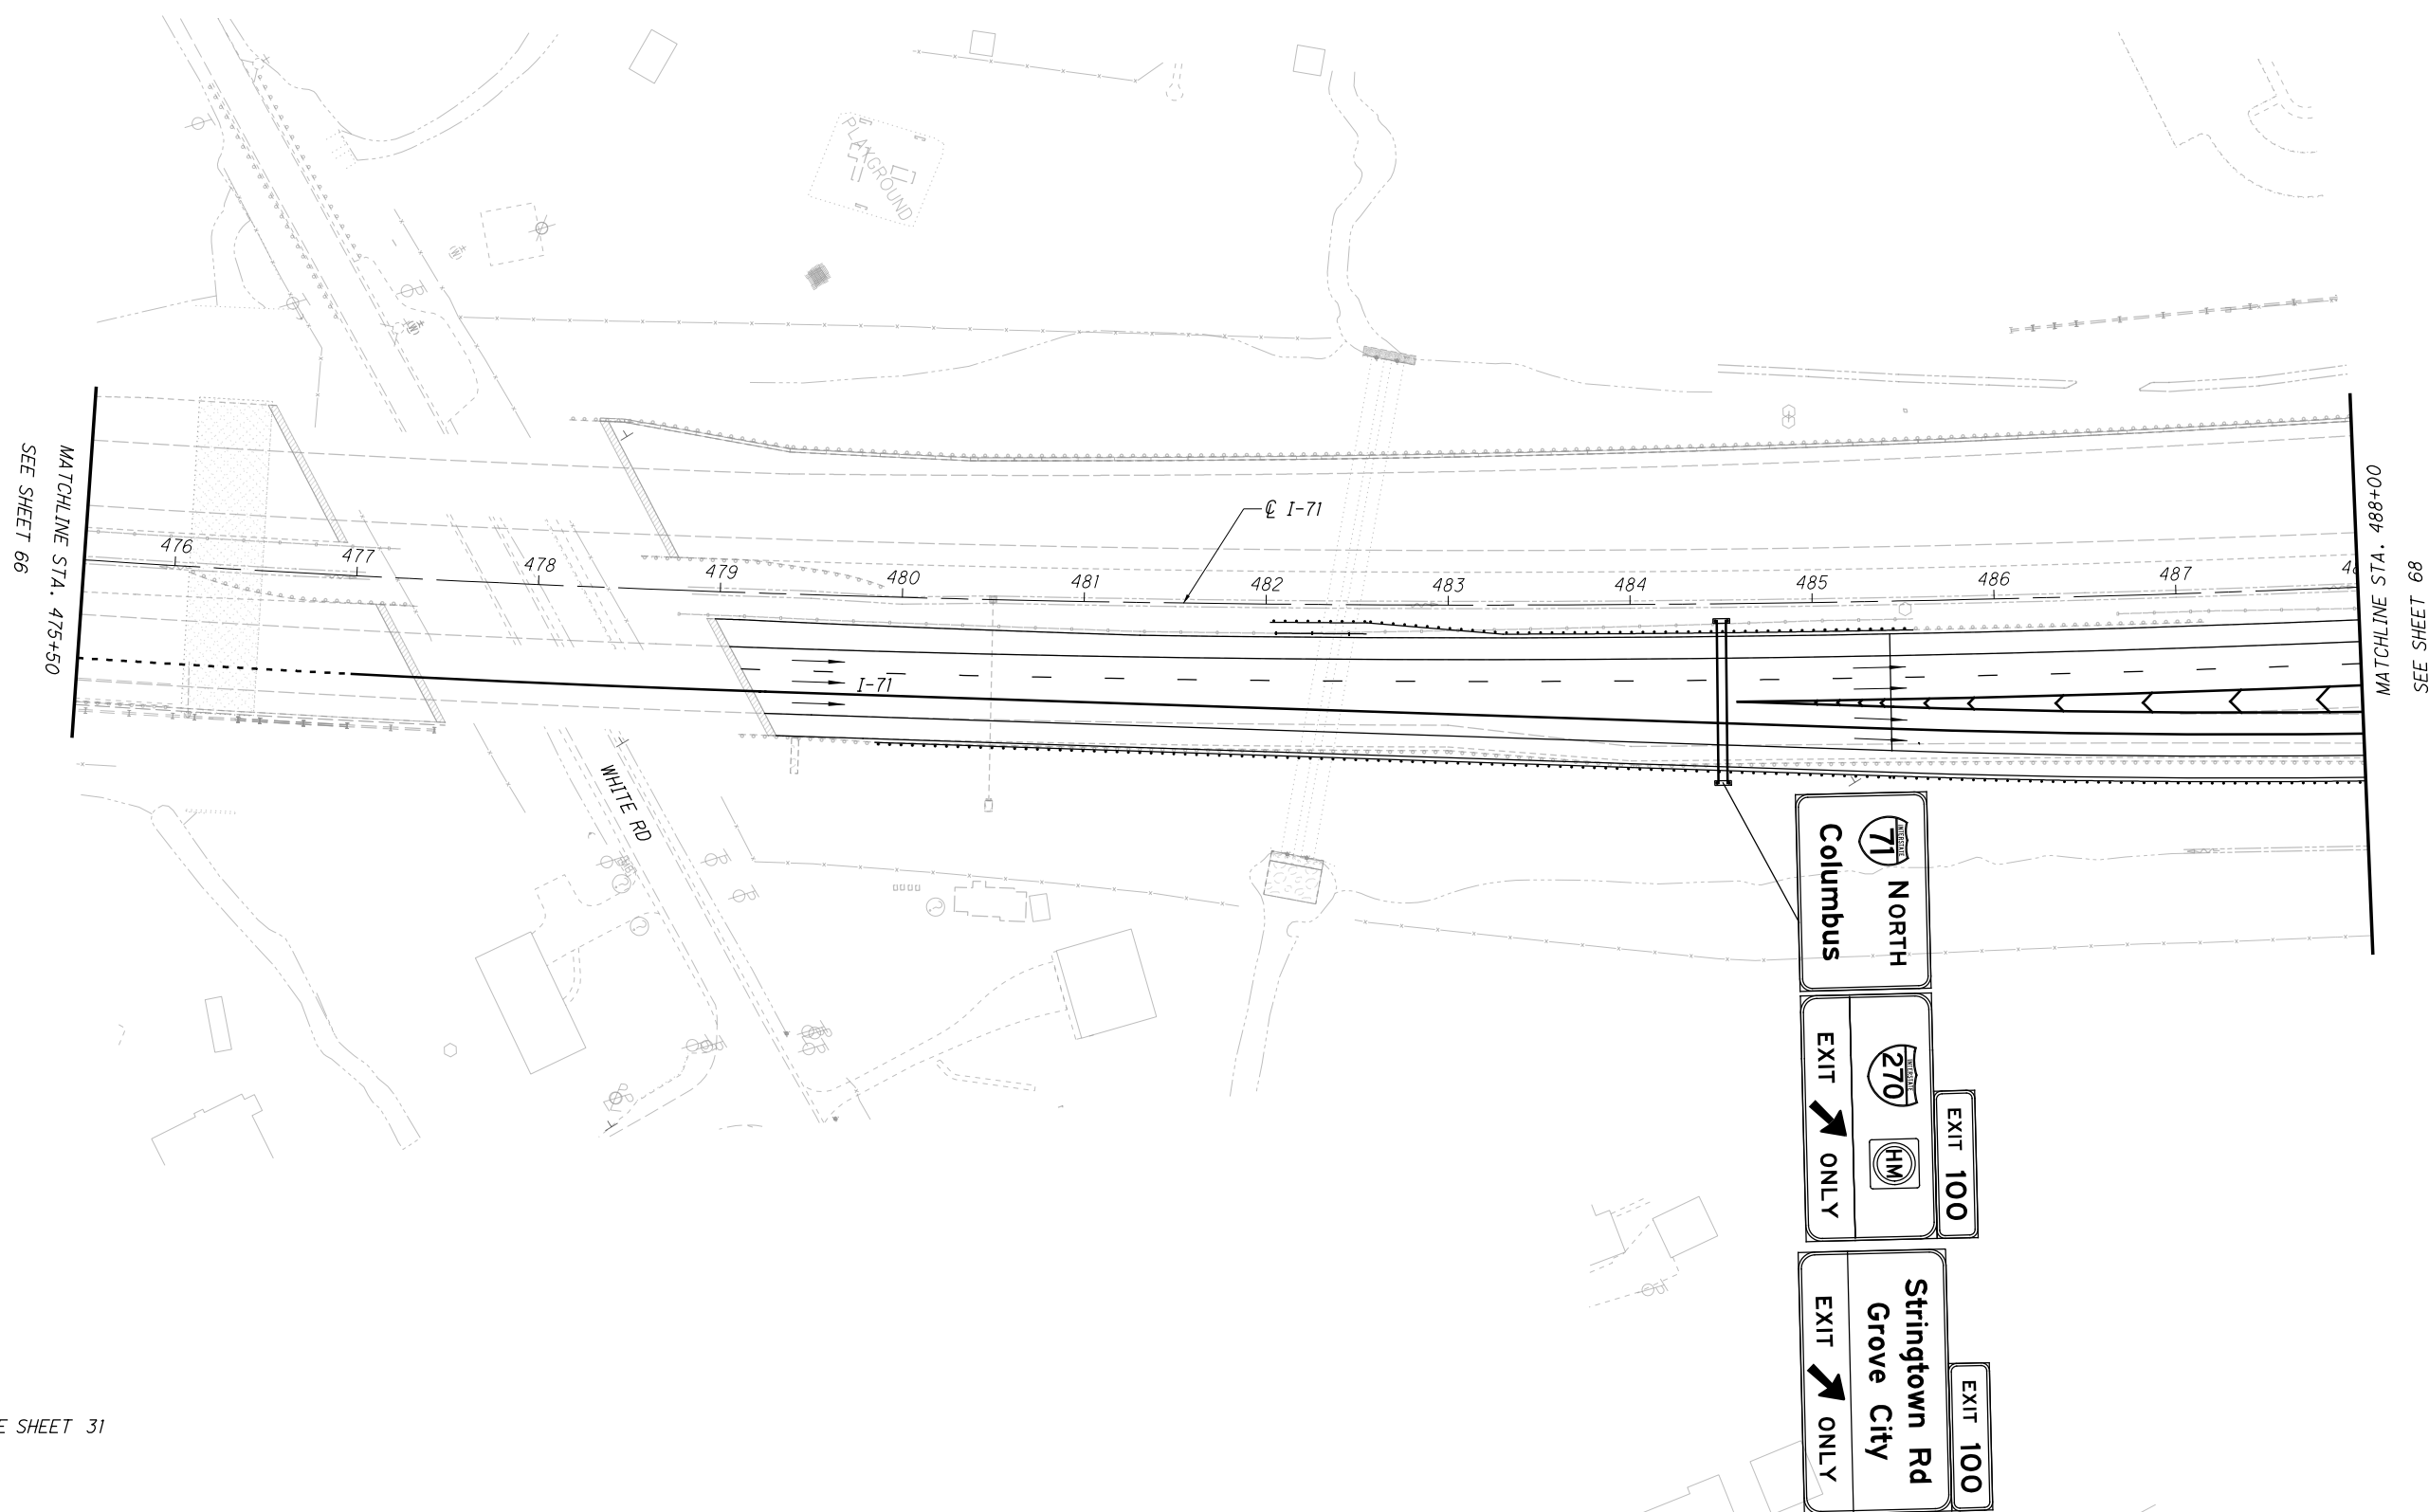 PLAYGROUND
MATCHLINE STA. 475+50
SEE SHEET 66
476
477
478
479
480
481
482
483
484
485
486
487
℄ I-71
I-71
WHITE RD
MATCHLINE STA. 488+00
SEE SHEET 68
INTERSTATE
71
NORTH
Columbus
EXIT 100
INTERSTATE
270
HM
EXIT ONLY
EXIT 100
Stringtown Rd
Grove City
EXIT ONLY
SHEET 31